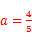 a = 4/5